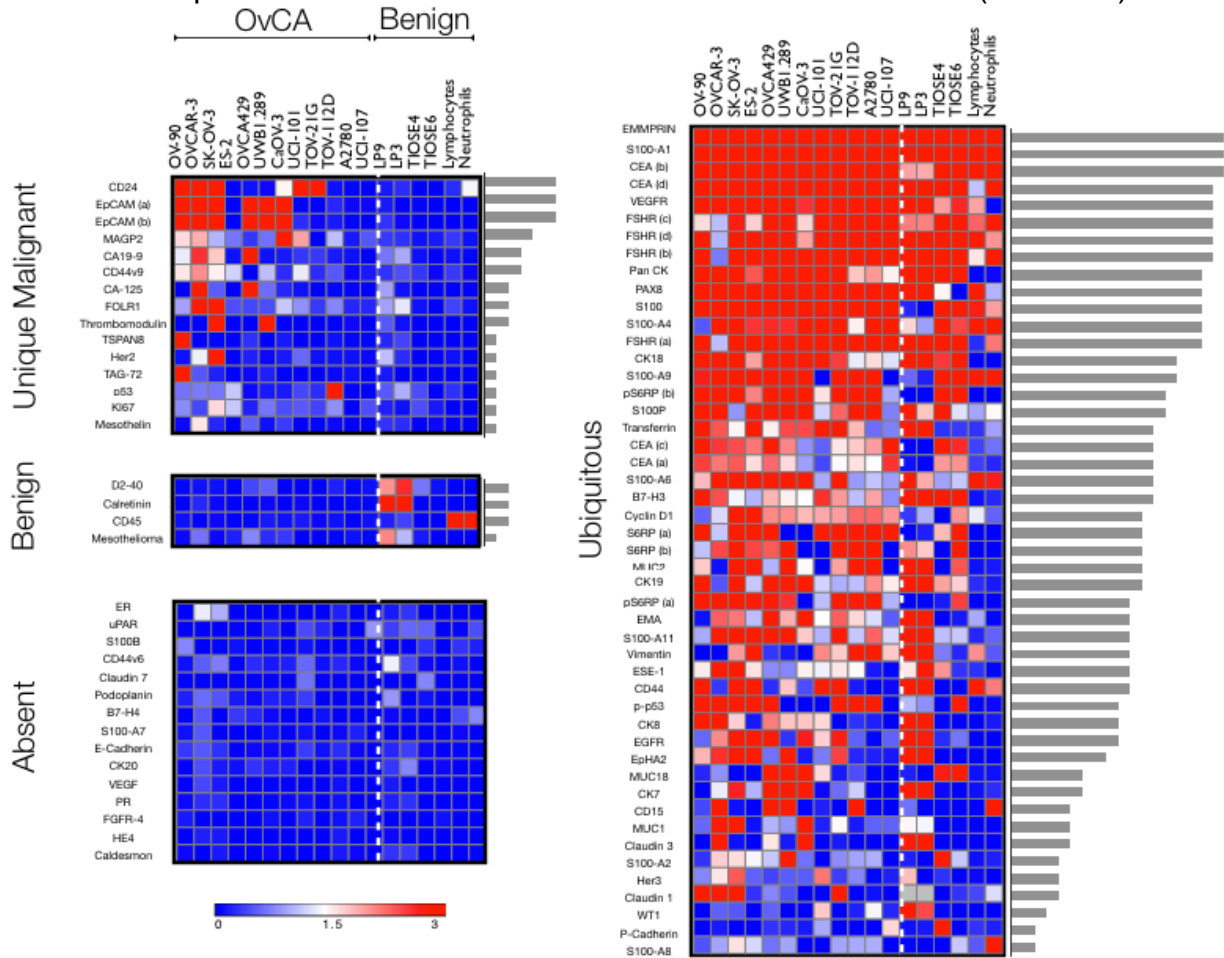 OvCA
Benign
OV-90
OVCAR-3
SK-OV-3
ES-2
OVCA429
UWB1.289
CaOV-3
UCI-101
TOV-21G
TOV-112D
A2780
UCI-107
LP9
LP3
TIOSE4
TIOSE6
Lymphocytes
Neutrophils
Unique Malignant
CD24
EpCAM (a)
EpCAM (b)
MAGP2
CA19-9
CD44v9
CA-125
FOLR1
Thrombomodulin
TSPAN8
Her2
TAG-72
p53
KI67
Mesothelin
Benign
D2-40
Calretinin
CD45
Mesothelioma
Absent
ER
uPAR
S100B
CD44v6
Claudin 7
Podoplanin
B7-H4
S100-A7
E-Cadherin
CK20
VEGF
PR
FGFR-4
HE4
Caldesmon
0 1.5 3
OV-90
OVCAR-3
SK-OV-3
ES-2
OVCA429
UWB1.289
CaOV-3
UCI-101
TOV-21G
TOV-112D
A2780
UCI-107
LP9
LP3
TIOSE4
TIOSE6
Lymphocytes
Neutrophils
Ubiquitous
EMMPRIN
S100-A1
CEA (b)
CEA (d)
VEGFR
FSHR (c)
FSHR (d)
FSHR (b)
Pan CK
PAX8
S100
S100-A4
FSHR (a)
CK18
S100-A9
pS6RP (b)
S100P
Transferrin
CEA (c)
CEA (a)
S100-A6
B7-H3
Cyclin D1
S6RP (a)
S6RP (b)
MUC2
CK19
pS6RP (a)
EMA
S100-A11
Vimentin
ESE-1
CD44
p-p53
CK8
EGFR
EpHA2
MUC18
CK7
CD15
MUC1
Claudin 3
S100-A2
Her3
Claudin 1
WT1
P-Cadherin
S100-A8